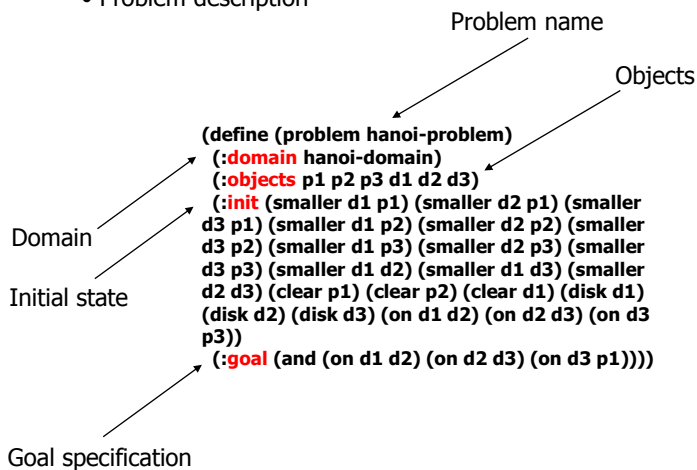 • Problem description
Problem name
Objects
(define (problem hanoi-problem)
(:domain hanoi-domain)
(:objects p1 p2 p3 d1 d2 d3)
(:init (smaller d1 p1) (smaller d2 p1) (smaller
d3 p1) (smaller d1 p2) (smaller d2 p2) (smaller
d3 p2) (smaller d1 p3) (smaller d2 p3) (smaller
d3 p3) (smaller d1 d2) (smaller d1 d3) (smaller
d2 d3) (clear p1) (clear p2) (clear d1) (disk d1)
(disk d2) (disk d3) (on d1 d2) (on d2 d3) (on d3
p3))
(:goal (and (on d1 d2) (on d2 d3) (on d3 p1))))
Domain
Initial state
Goal specification